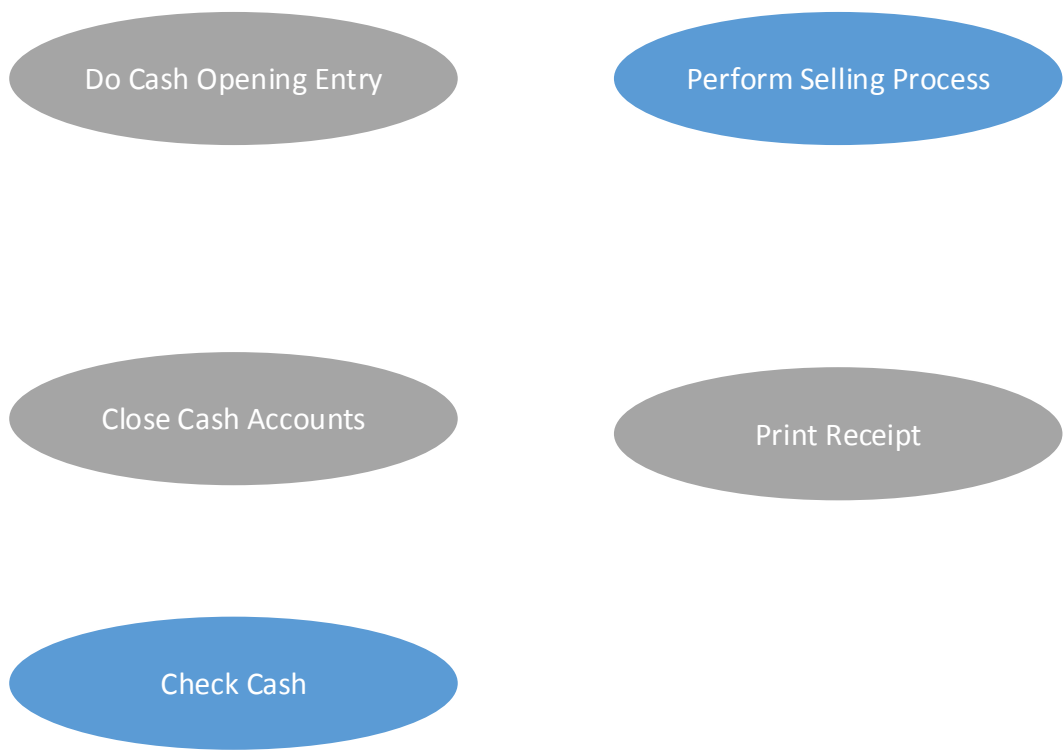 Do Cash Opening Entry
Perform Selling Process
Close Cash Accounts
Print Receipt
Check Cash